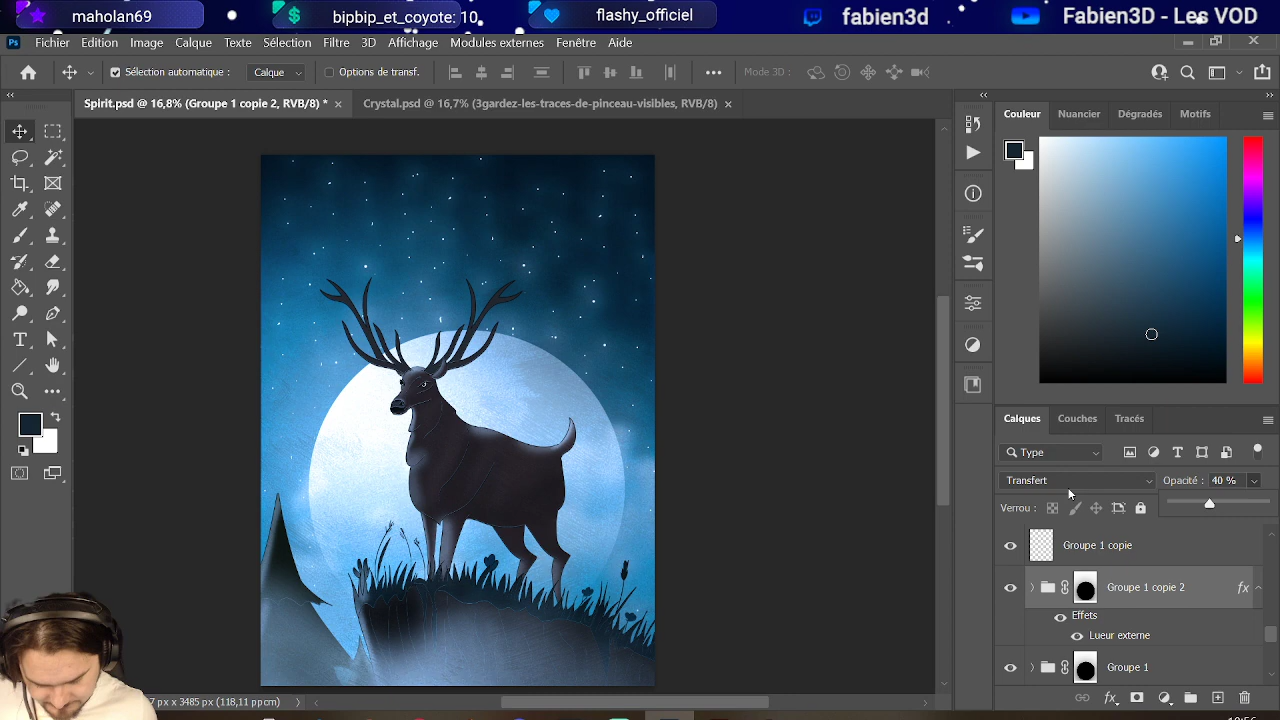 maholan69
bipbip_et_coyote: 10
flashy_officiel
fabien3d
Fabien3D - Les VOD
Ps Fichier Edition Image Calque Texte Sélection Filtre 3D Affichage Modules externes Fenêtre Aide
Sélection automatique : Calque Options de transf. Mode 3D :
Spirit.psd @ 16,8% (Groupe 1 copie 2, RVB/8) * Crystal.psd @ 16,7% (3gardez-les-traces-de-pinceau-visibles, RVB/8)
Couleur Nuancier Dégradés Motifs
Calques Couches Tracés
Type
Transfert Opacité : 40 %
Verrou :
Groupe 1 copie
Groupe 1 copie 2 fx
Effets
Lueur externe
Groupe 1
7 px x 3485 px (118,11 ppcm)